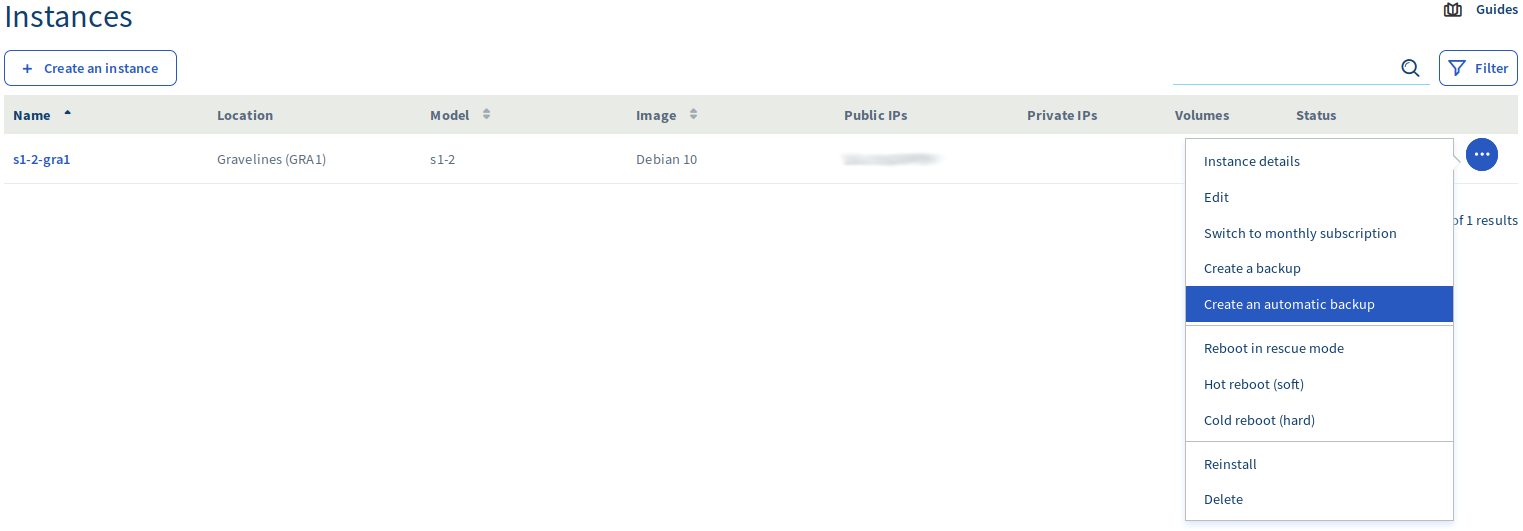 Instances
Guides
+ Create an instance
Filter
Name Location Model Image Public IPs Private IPs Volumes Status
s1-2-gra1 Gravelines (GRA1) s1-2 Debian 10
Instance details
Edit
of 1 results
Switch to monthly subscription
Create a backup
Create an automatic backup
Reboot in rescue mode
Hot reboot (soft)
Cold reboot (hard)
Reinstall
Delete